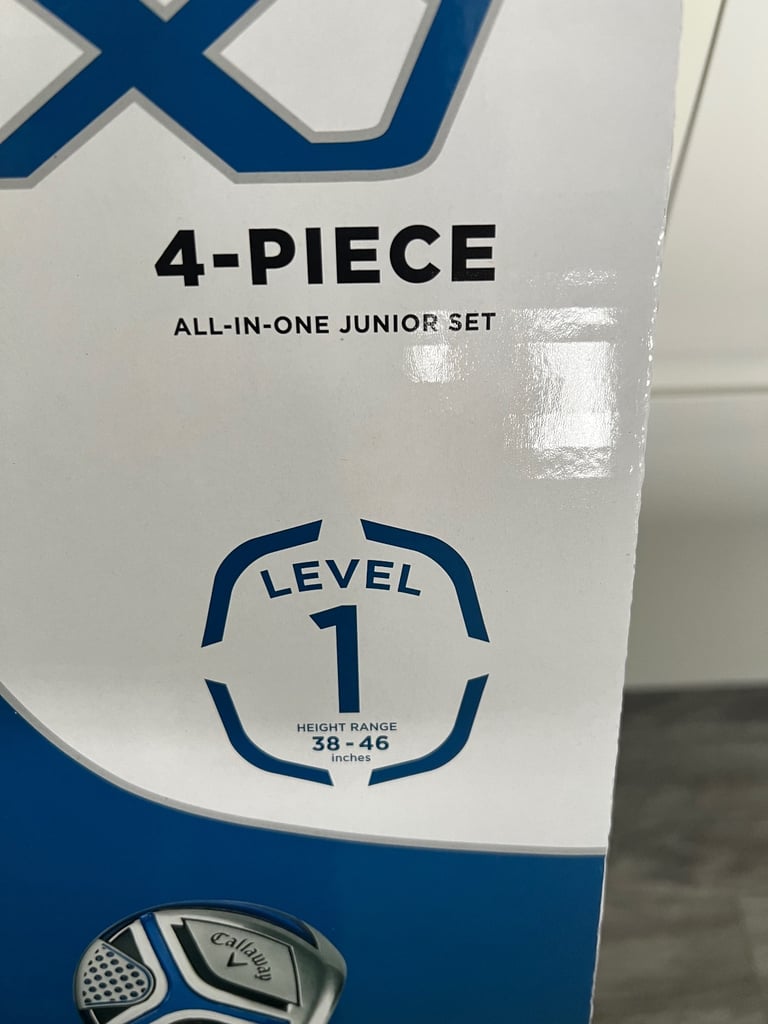 4-PIECE
ALL-IN-ONE JUNIOR SET
LEVEL
1
HEIGHT RANGE
38 - 46
inches
Callaway